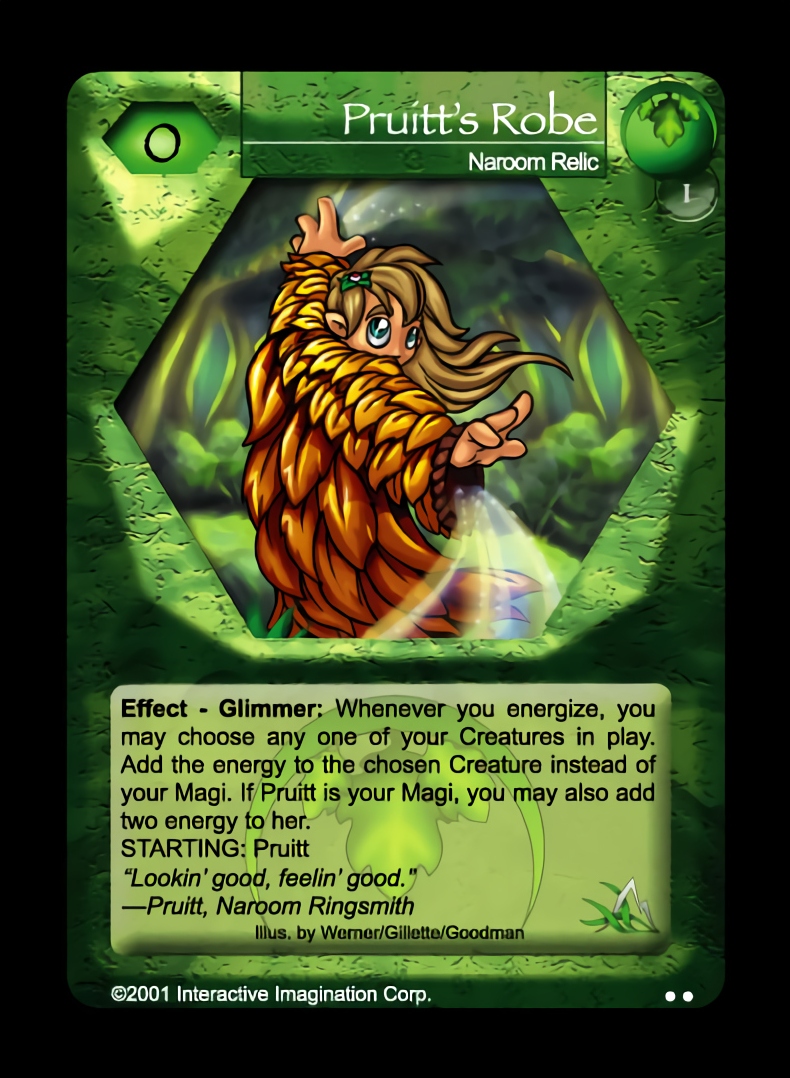 0
Pruitt's Robe
Naroom Relic
I
Effect - Glimmer: Whenever you energize, you
may choose any one of your Creatures in play.
Add the energy to the chosen Creature instead of
your Magi. If Pruitt is your Magi, you may also add
two energy to her.
STARTING: Pruitt
"Lookin' good, feelin' good."
—Pruitt, Naroom Ringsmith
Illus. by Werner/Gillette/Goodman
©2001 Interactive Imagination Corp.